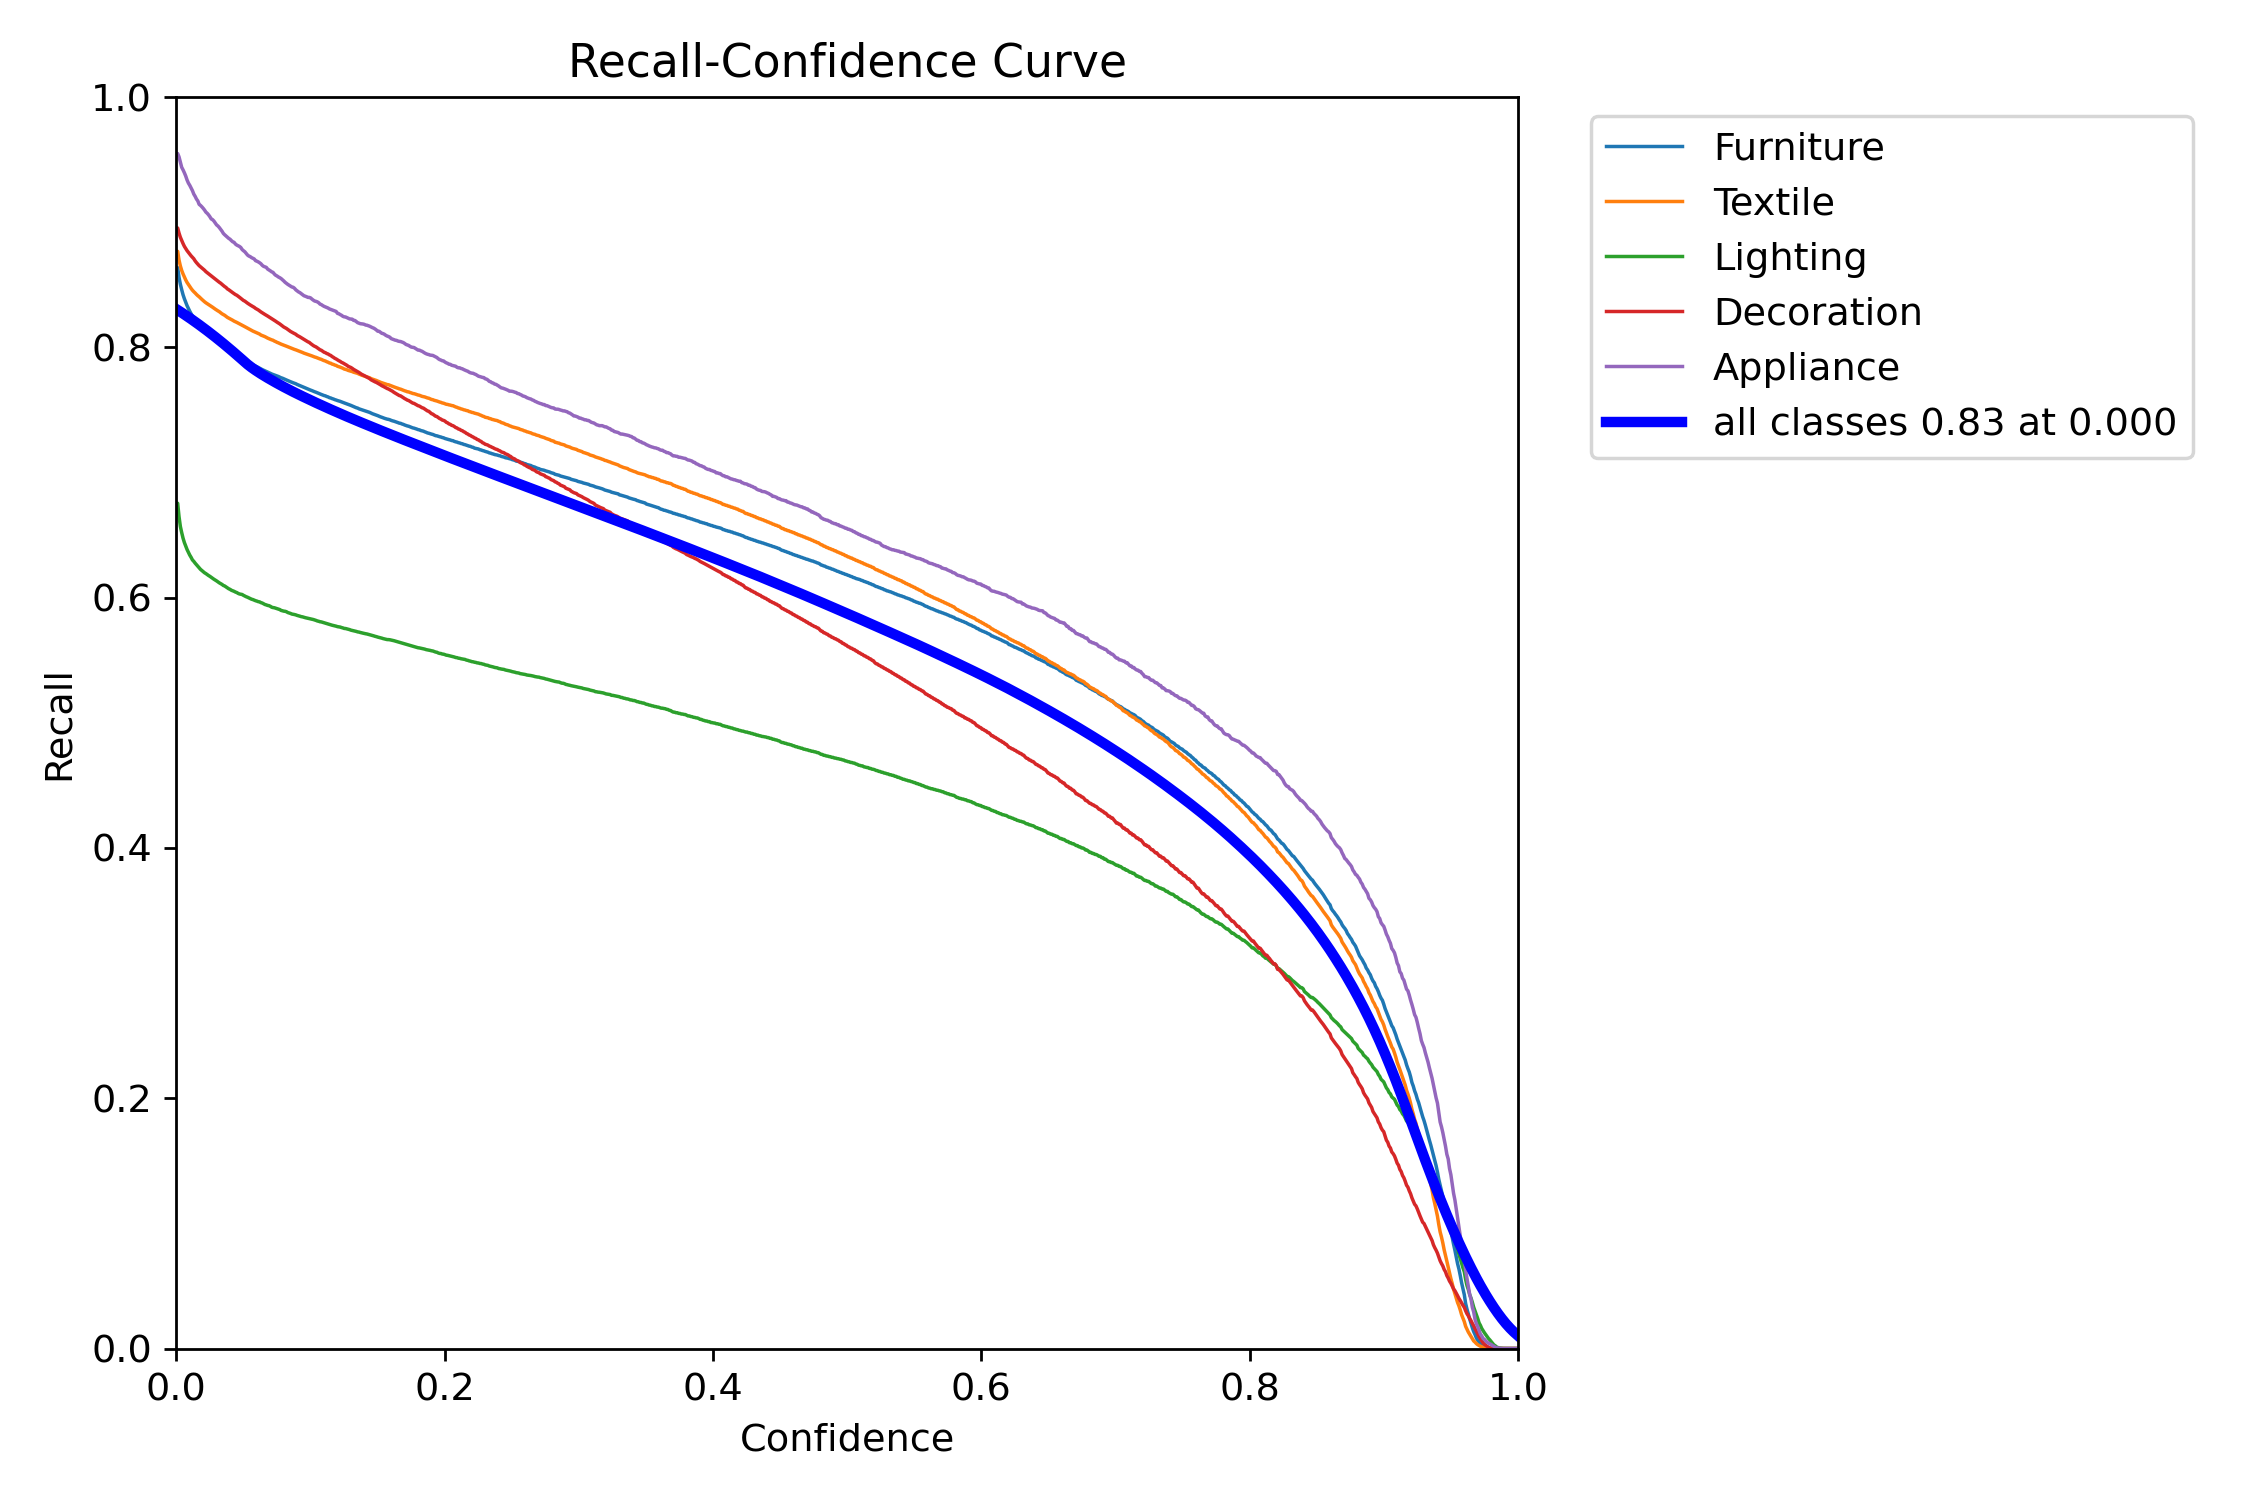 Recall-Confidence Curve
1.0
0.8
0.6
0.4
0.2
0.0
Recall
0.0 0.2 0.4 0.6 0.8 1.0
Confidence
Furniture
Textile
Lighting
Decoration
Appliance
all classes 0.83 at 0.000